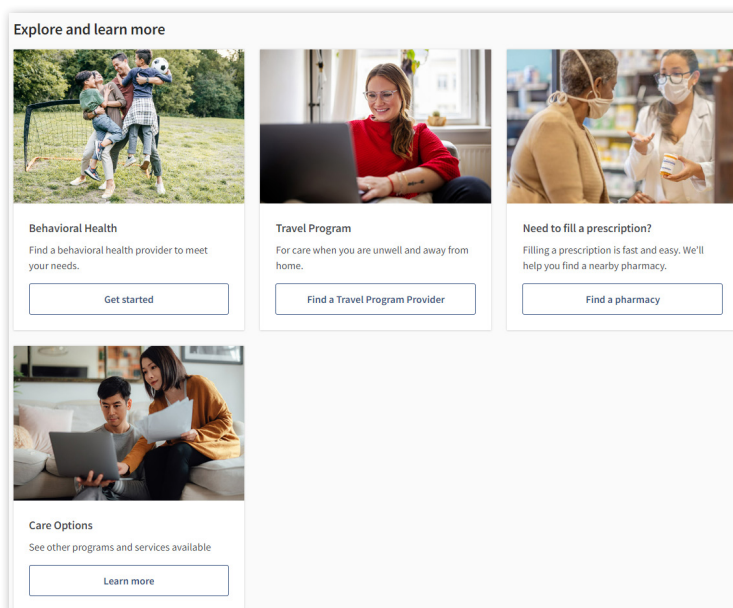 Explore and learn more
Behavioral Health
Find a behavioral health provider to meet
your needs.
Get started
Travel Program
For care when you are unwell and away from
home.
Find a Travel Program Provider
Need to fill a prescription?
Filling a prescription is fast and easy. We'll
help you find a nearby pharmacy.
Find a pharmacy
Care Options
See other programs and services available
Learn more